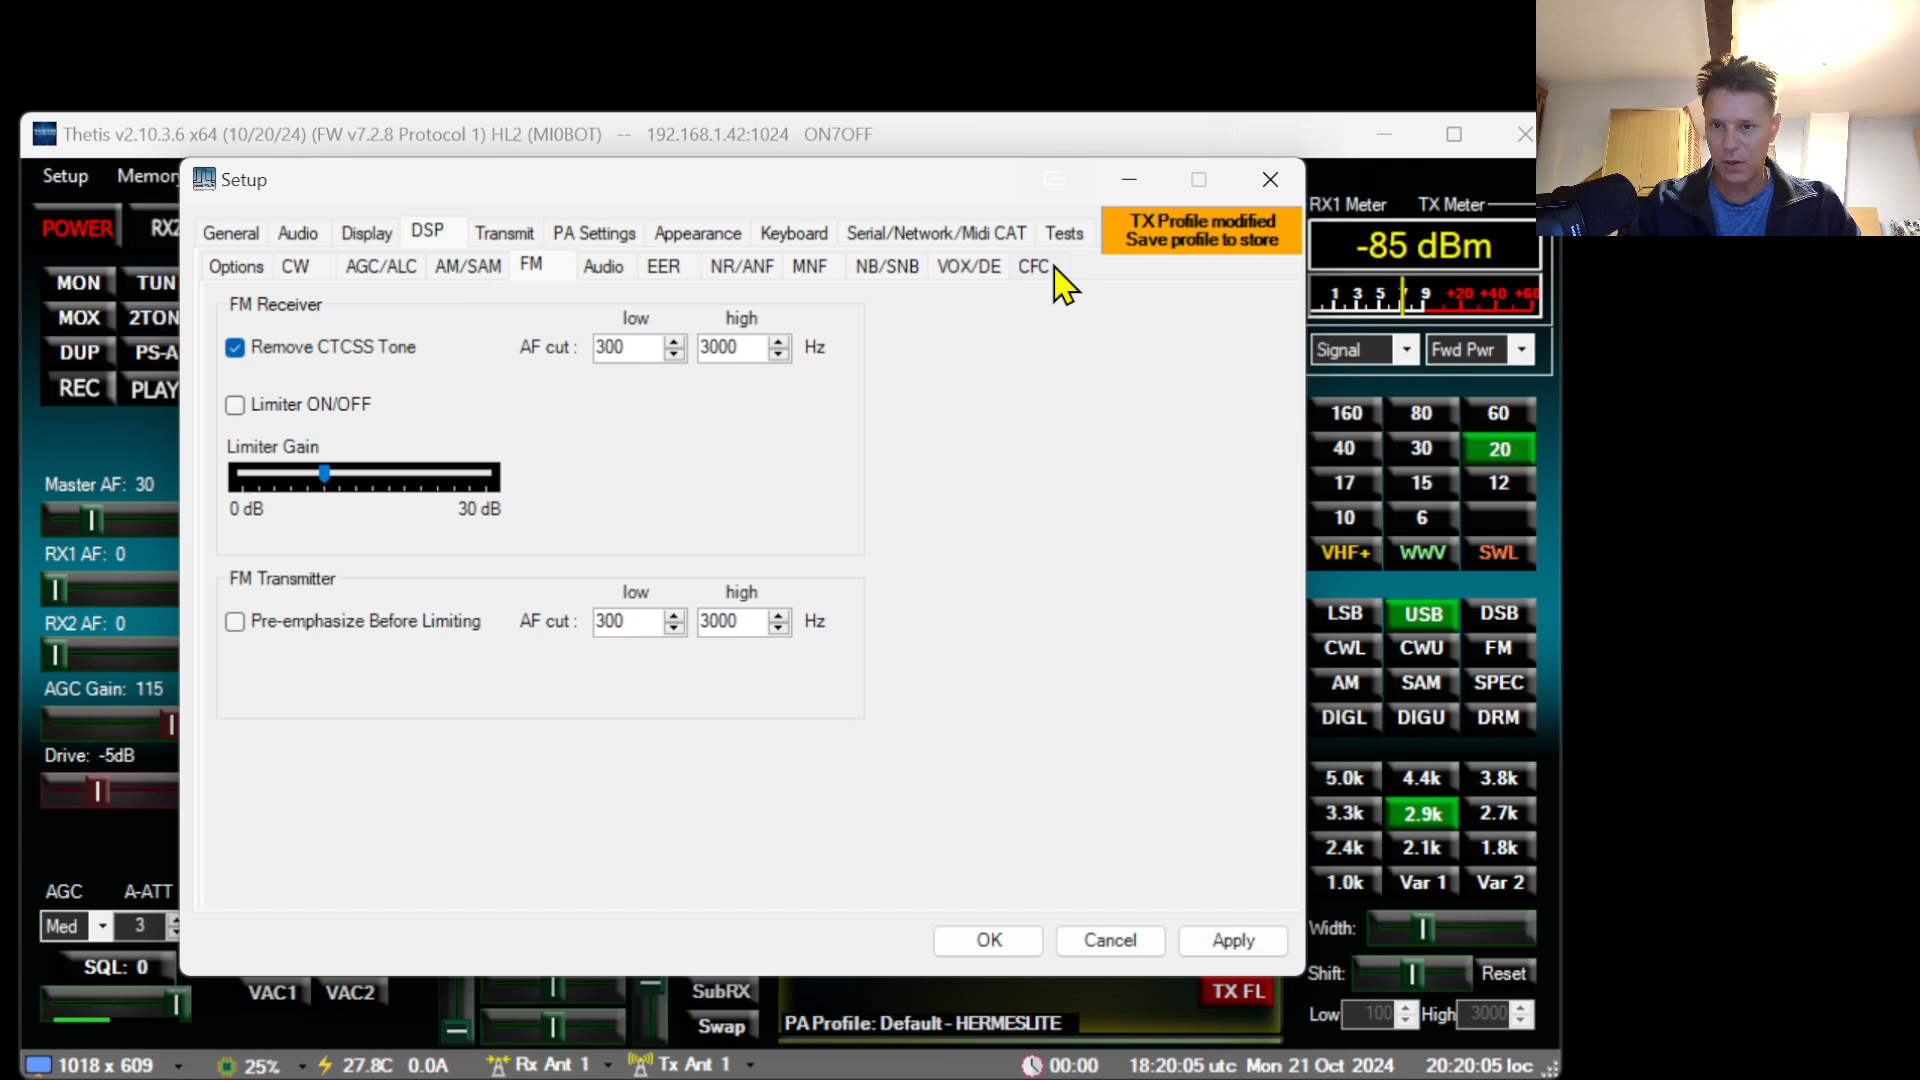 Thetis v2.10.3.6 x64 (10/20/24) (FW v7.2.8 Protocol 1) HL2 (MI0BOT) -- 192.168.1.42:1024 ON7OFF
Setup
Setup
General Audio Display DSP Transmit PA Settings Appearance Keyboard Serial/Network/Midi CAT Tests
TX Profile modified
Save profile to store
Options CW AGC/ALC AM/SAM FM Audio EER NR/ANF MNF NB/SNB VOX/DE CFC
POWER
MON TUN
MOX 2TON
DUP PS-A
REC PLAY
Master AF: 30
RX1 AF: 0
RX2 AF: 0
AGC Gain: 115
Drive: -5dB
AGC A-ATT
Med 3
SQL: 0
FM Receiver
low high
Remove CTCSS Tone AF cut : 300 3000 Hz
Limiter ON/OFF
Limiter Gain
0 dB 30 dB
FM Transmitter
low high
Pre-emphasize Before Limiting AF cut : 300 3000 Hz
OK Cancel Apply
RX1 Meter TX Meter
-85 dBm
1 3 5 9 +20 +40 +60
Signal Fwd Pwr
160 80 60
40 30 20
17 15 12
10 6
VHF+ WWV SWL
LSB USB DSB
CWL CWU FM
AM SAM SPEC
DIGL DIGU DRM
5.0k 4.4k 3.8k
3.3k 2.9k 2.7k
2.4k 2.1k 1.8k
1.0k Var 1 Var 2
Width:
Shift: Reset
Low 100 High 3000
VAC1 VAC2
SubRX
Swap
TX FL
PA Profile: Default - HERMESLITE
1018 x 609 25% 27.8C 0.0A Rx Ant 1 Tx Ant 1 00:00 18:20:05 utc Mon 21 Oct 2024 20:20:05 loc